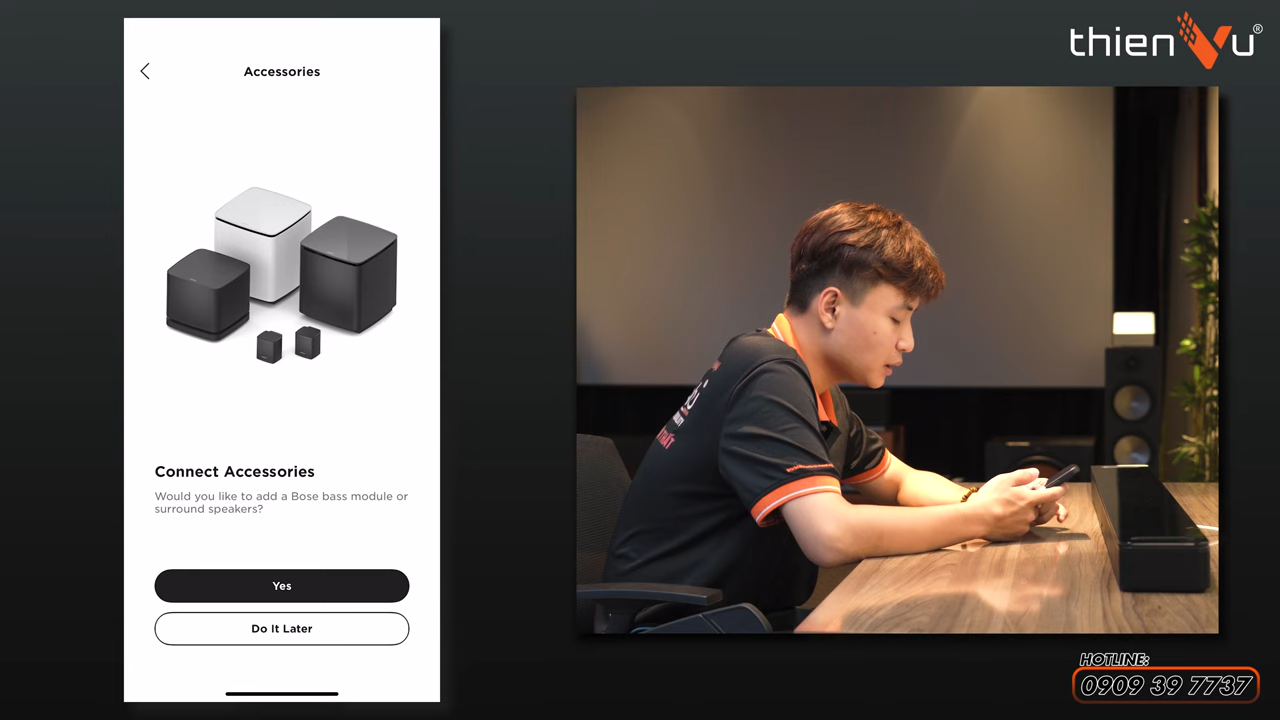 Accessories
Connect Accessories
Would you like to add a Bose bass module or
surround speakers?
Yes
Do It Later
thienVu®
HOTLINE:
0909 39 7737